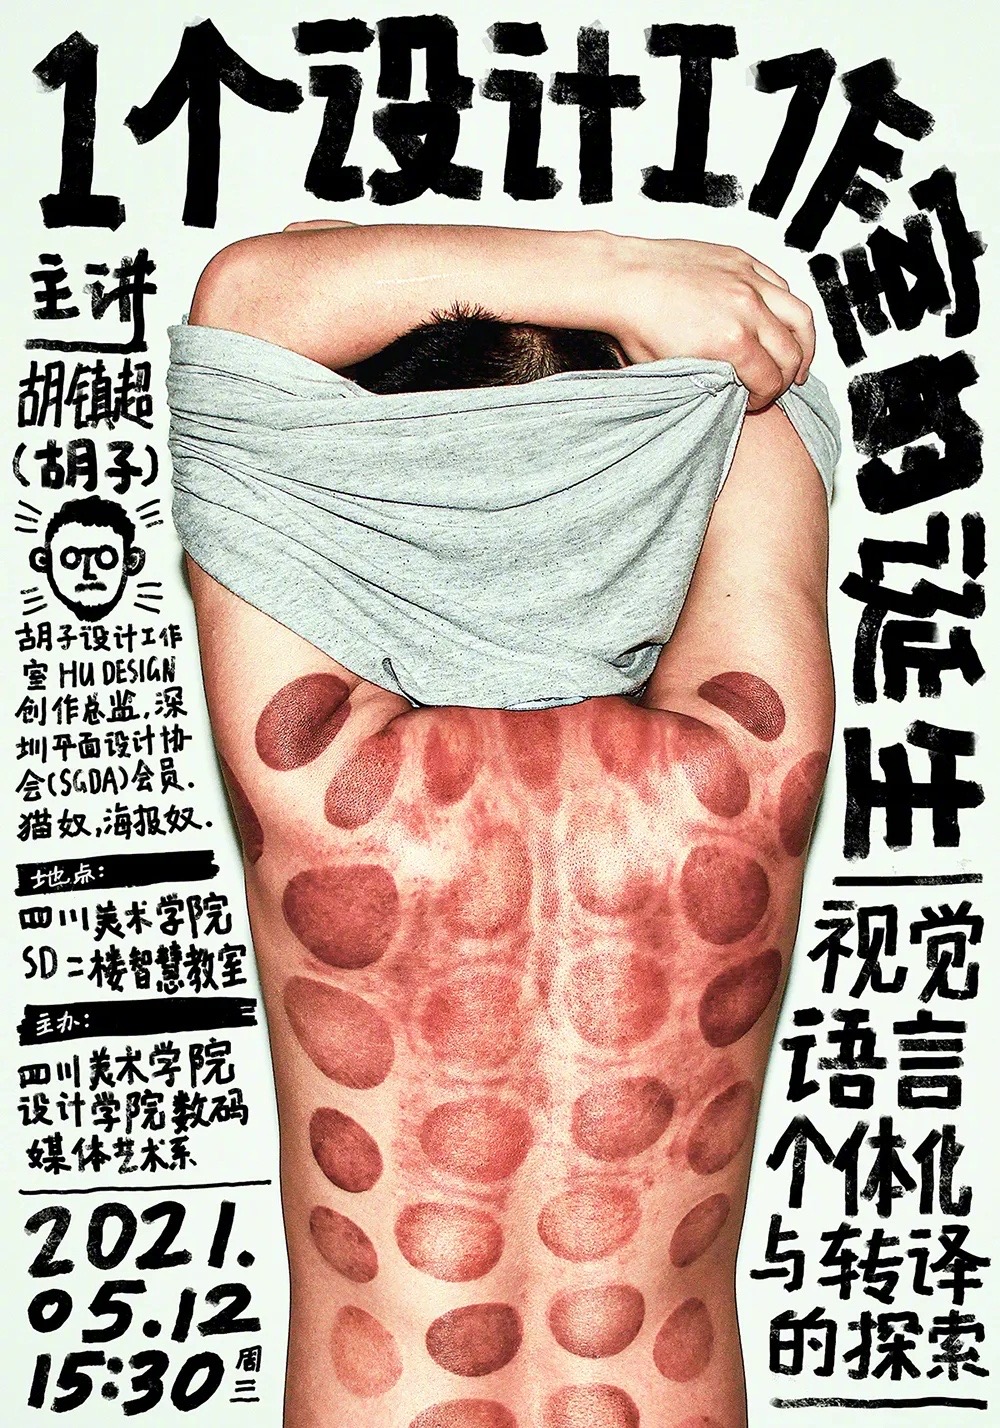 1个设计工作室的诞生
主讲
胡镇超
(胡子)
胡子设计工作
室 HU DESIGN
创作总监,深
圳平面设计协
会(SGDA)会员.
猫奴,海报奴.
地点:
四川美术学院
SD二楼智慧教室
主办:
四川美术学院
设计学院数码
媒体艺术系
2021.
05.12
15:30 周三
视觉
语言
个体化
与转译
的探索